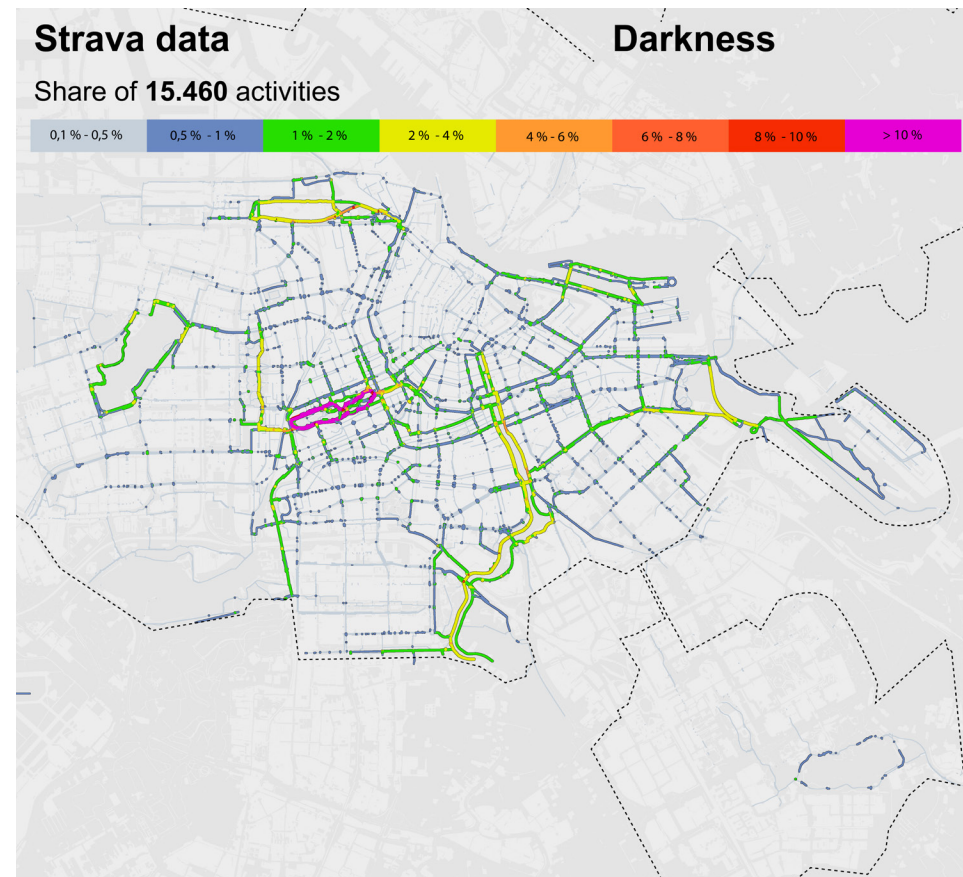 Strava data
Darkness
Share of 15.460 activities
0,1 % - 0,5 %
0,5 % - 1 %
1 % - 2 %
2 % - 4 %
4 % - 6 %
6 % - 8 %
8 % - 10 %
> 10 %